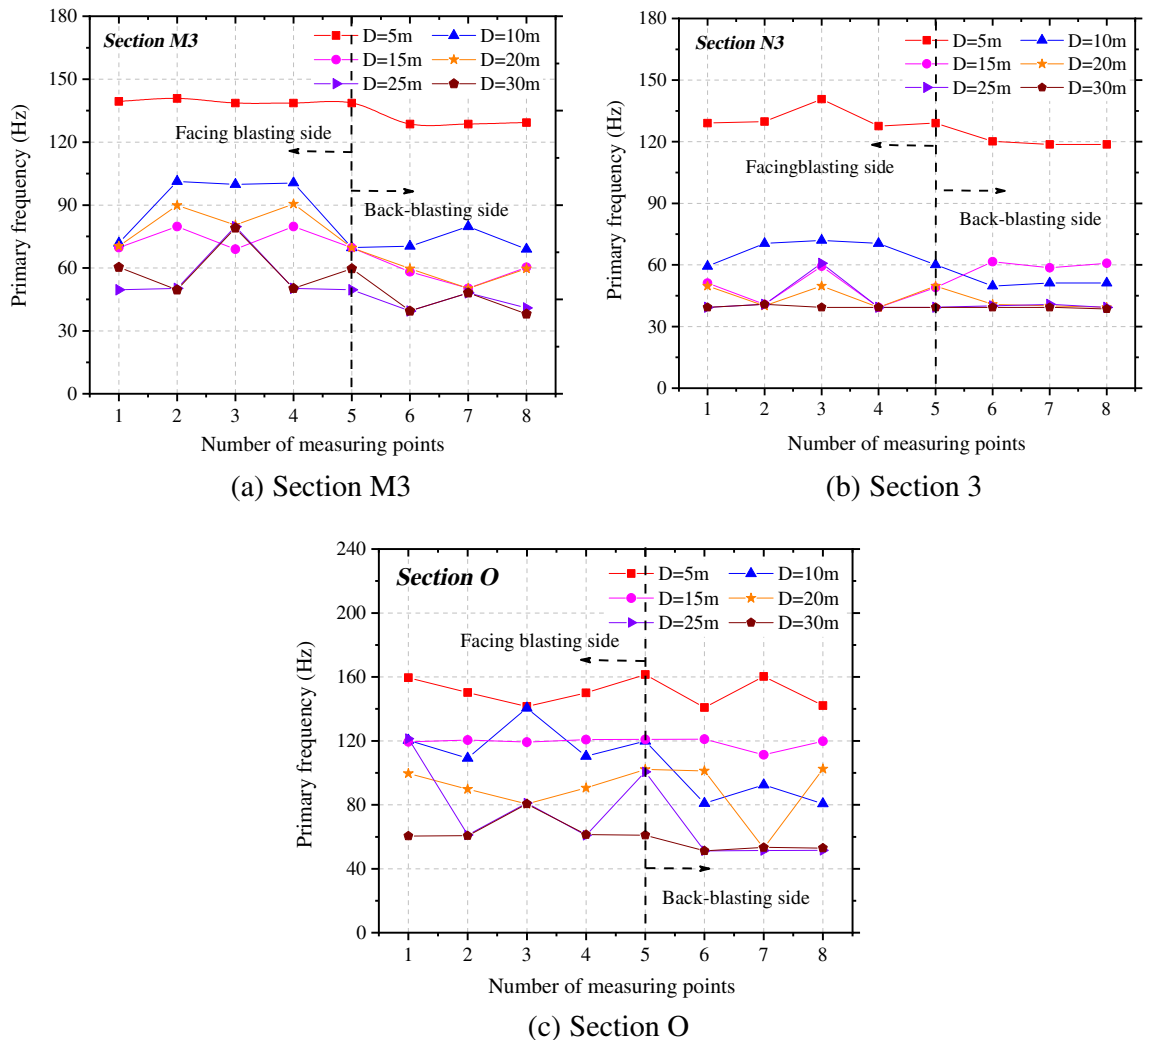 Section M3
D=5m
D=10m
D=15m
D=20m
D=25m
D=30m
Facing blasting side
Back-blasting side
Primary frequency (Hz)
180
150
120
90
60
30
0
1 2 3 4 5 6 7 8
Number of measuring points
(a) Section M3
Section N3
D=5m
D=10m
D=15m
D=20m
D=25m
D=30m
Facingblasting side
Back-blasting side
Primary frequency (Hz)
180
150
120
90
60
30
0
1 2 3 4 5 6 7 8
Number of measuring points
(b) Section 3
Section O
D=5m
D=10m
D=15m
D=20m
D=25m
D=30m
Facing blasting side
Back-blasting side
Primary frequency (Hz)
240
200
160
120
80
40
0
1 2 3 4 5 6 7 8
Number of measuring points
(c) Section O